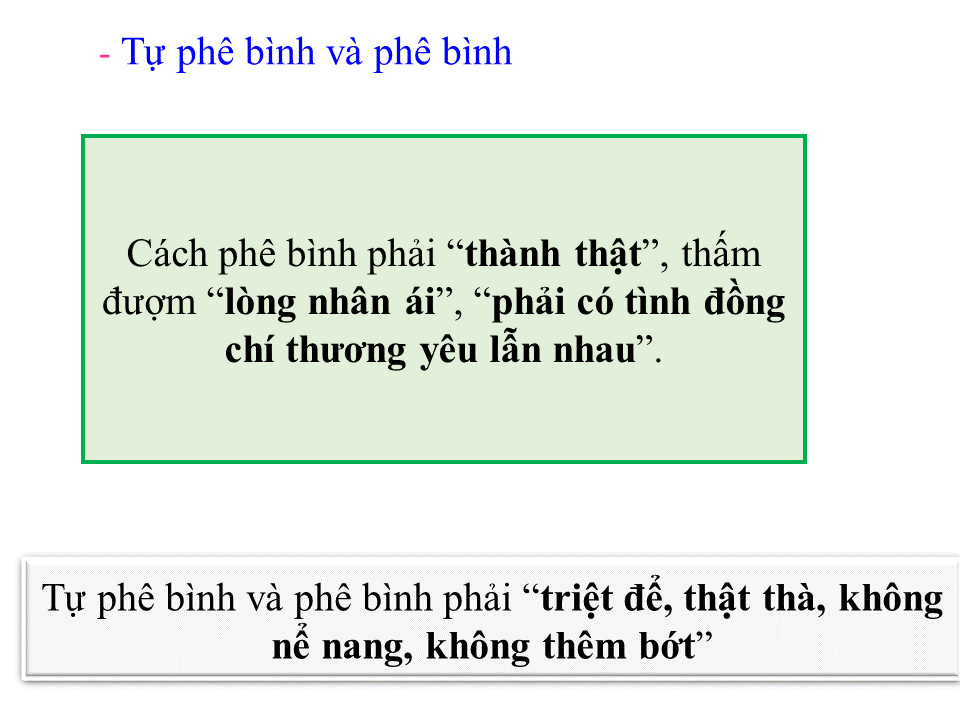 - Tự phê bình và phê bình
Cách phê bình phải “thành thật”, thấm
đượm “lòng nhân ái”, “phải có tình đồng
chí thương yêu lẫn nhau”.
Tự phê bình và phê bình phải “triệt để, thật thà, không
nể nang, không thêm bớt”